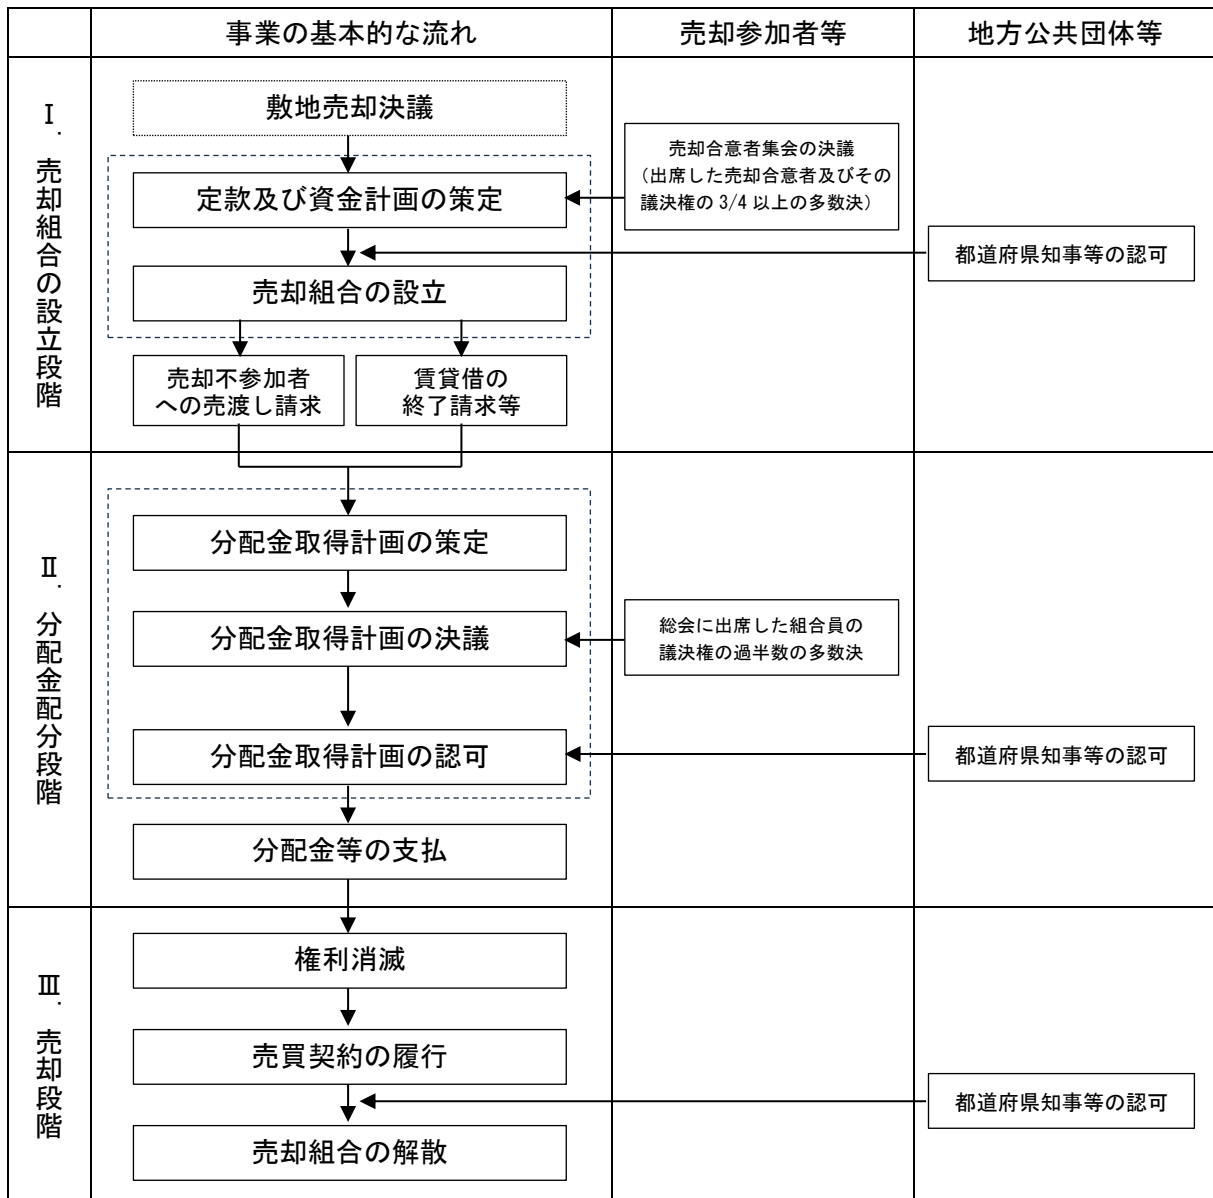 事業の基本的な流れ
売却参加者等
地方公共団体等
Ⅰ.売却組合の設立段階
敷地売却決議
売却合意者集会の決議
（出席した売却合意者及びその
議決権の 3/4 以上の多数決）
定款及び資金計画の策定
都道府県知事等の認可
売却組合の設立
売却不参加者
への売渡し請求
賃貸借の
終了請求等
Ⅱ.分配金配分段階
分配金取得計画の策定
分配金取得計画の決議
総会に出席した組合員の
議決権の過半数の多数決
分配金取得計画の認可
都道府県知事等の認可
分配金等の支払
Ⅲ.売却段階
権利消滅
売買契約の履行
都道府県知事等の認可
売却組合の解散